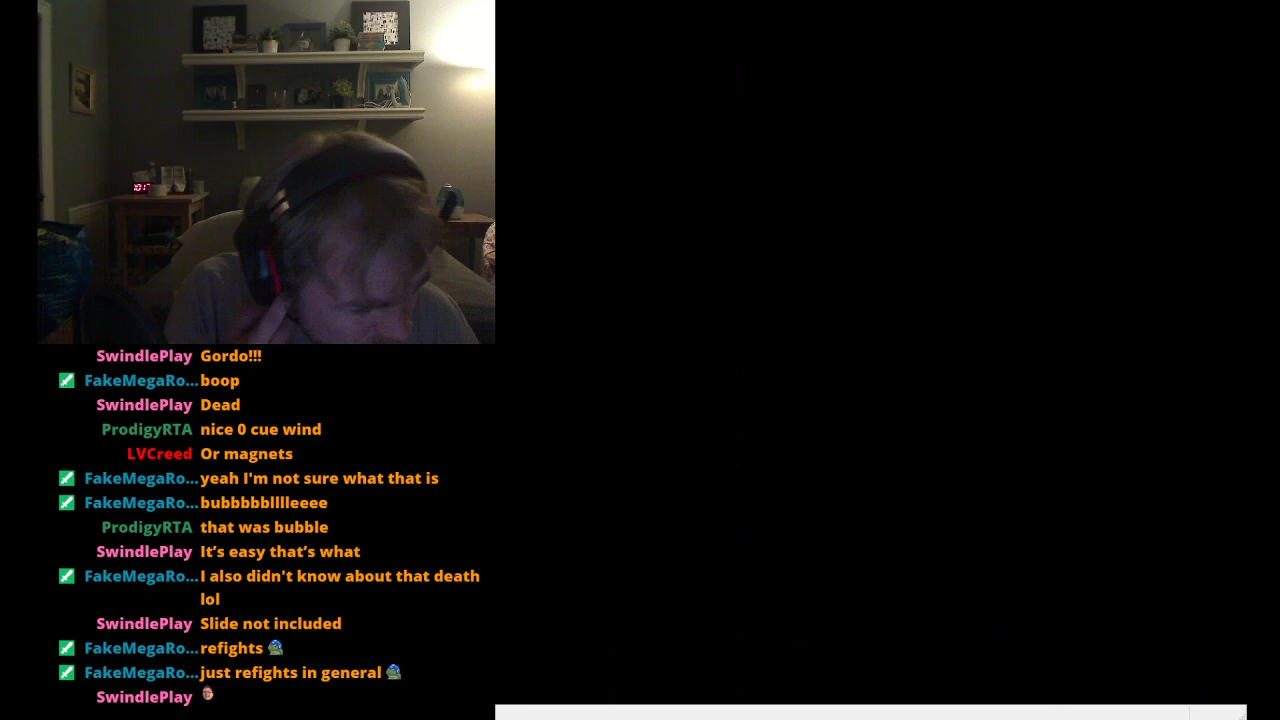 SwindlePlay Gordo!!!
FakeMegaRo... boop
SwindlePlay Dead
ProdigyRTA nice 0 cue wind
LVCreed Or magnets
FakeMegaRo... yeah I'm not sure what that is
FakeMegaRo... bubbbbblllleeee
ProdigyRTA that was bubble
SwindlePlay It’s easy that’s what
FakeMegaRo... I also didn't know about that death
lol
SwindlePlay Slide not included
FakeMegaRo... refights
FakeMegaRo... just refights in general
SwindlePlay